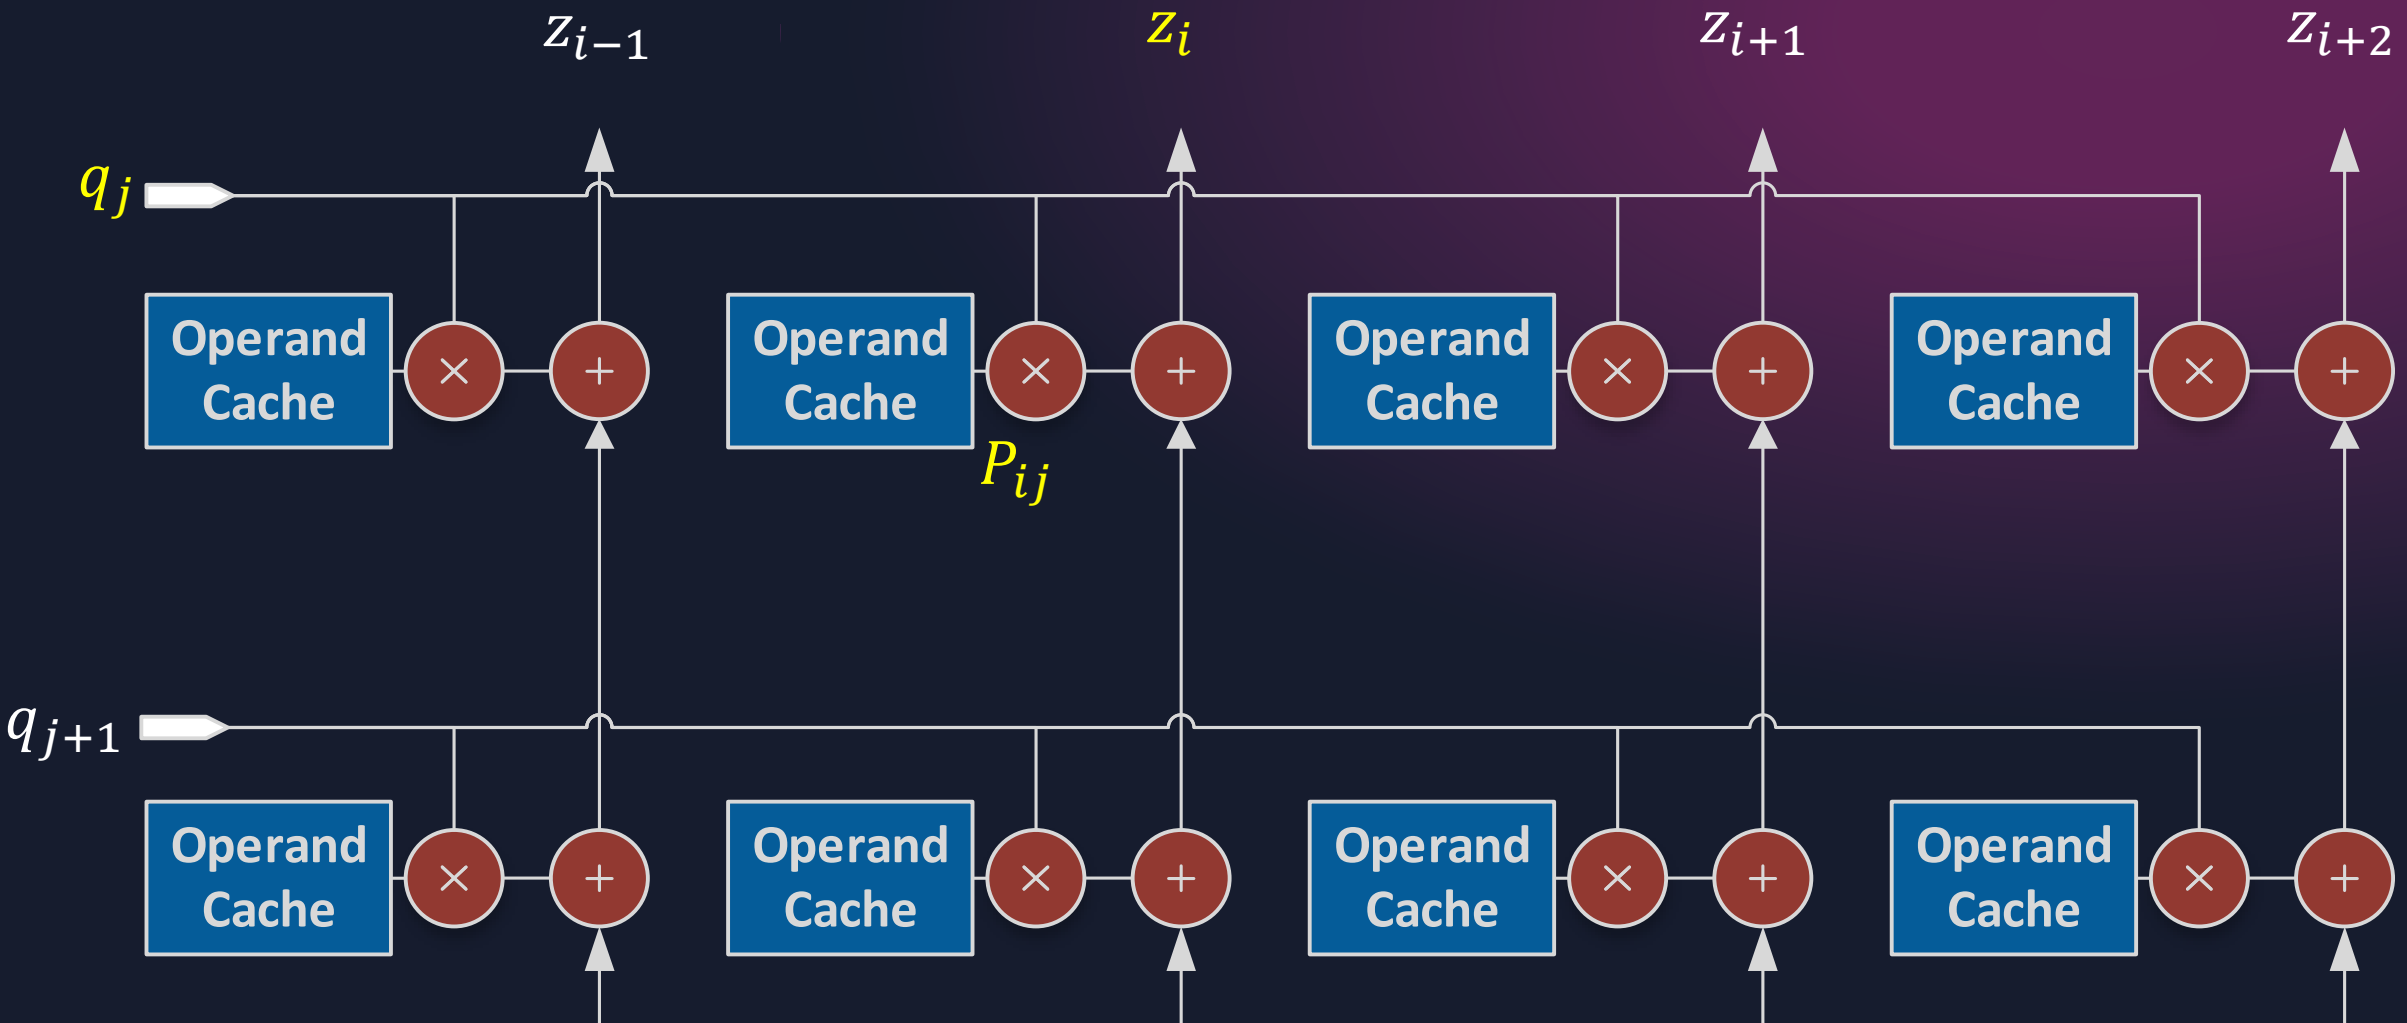 z_{i−1} z_i z_{i+1} z_{i+2}
q_j
Operand Cache
× +
Operand Cache
× +
Operand Cache
× +
Operand Cache
× +
P_{ij}
q_{j+1}
Operand Cache
× +
Operand Cache
× +
Operand Cache
× +
Operand Cache
× +